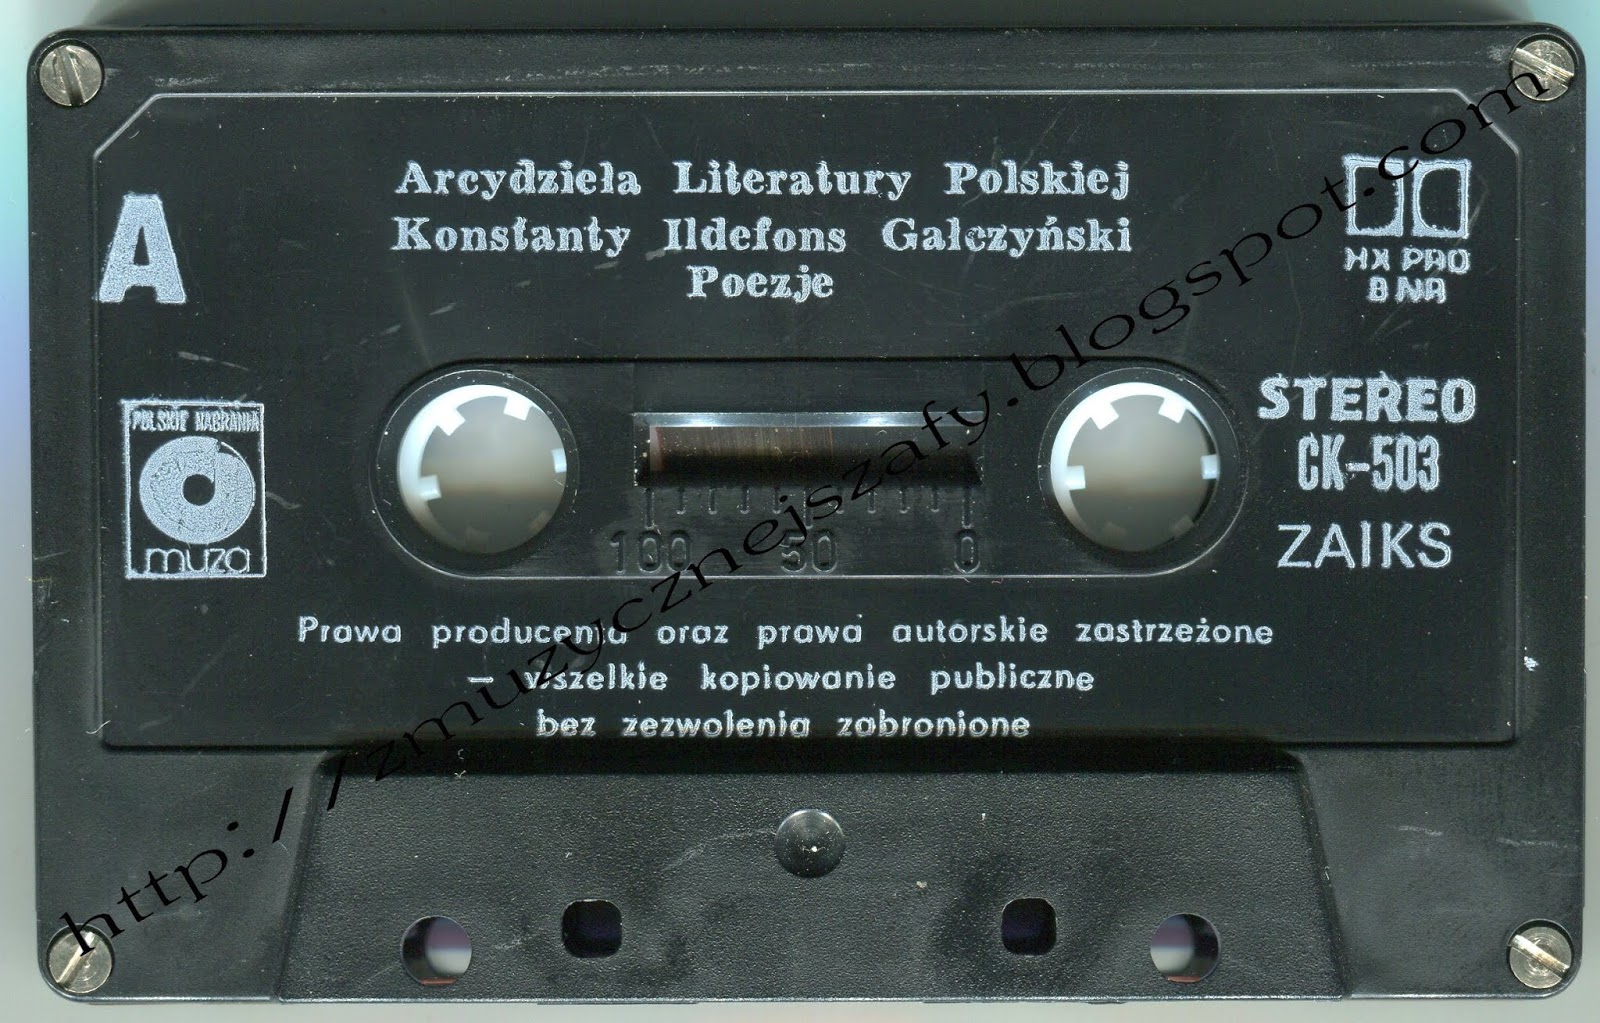 A
Arcydzieła Literatury Polskiej
Konstanty Ildefons Gałczyński
Poezje
HX PRO
B NR
POLSKIE NAGRANIA
muza
STEREO
CK-503
ZAIKS
100 50 0
Prawa producenta oraz prawa autorskie zastrzeżone
– wszelkie kopiowanie publiczne
bez zezwolenia zabronione
http://zmuzycznejszafy.blogspot.com